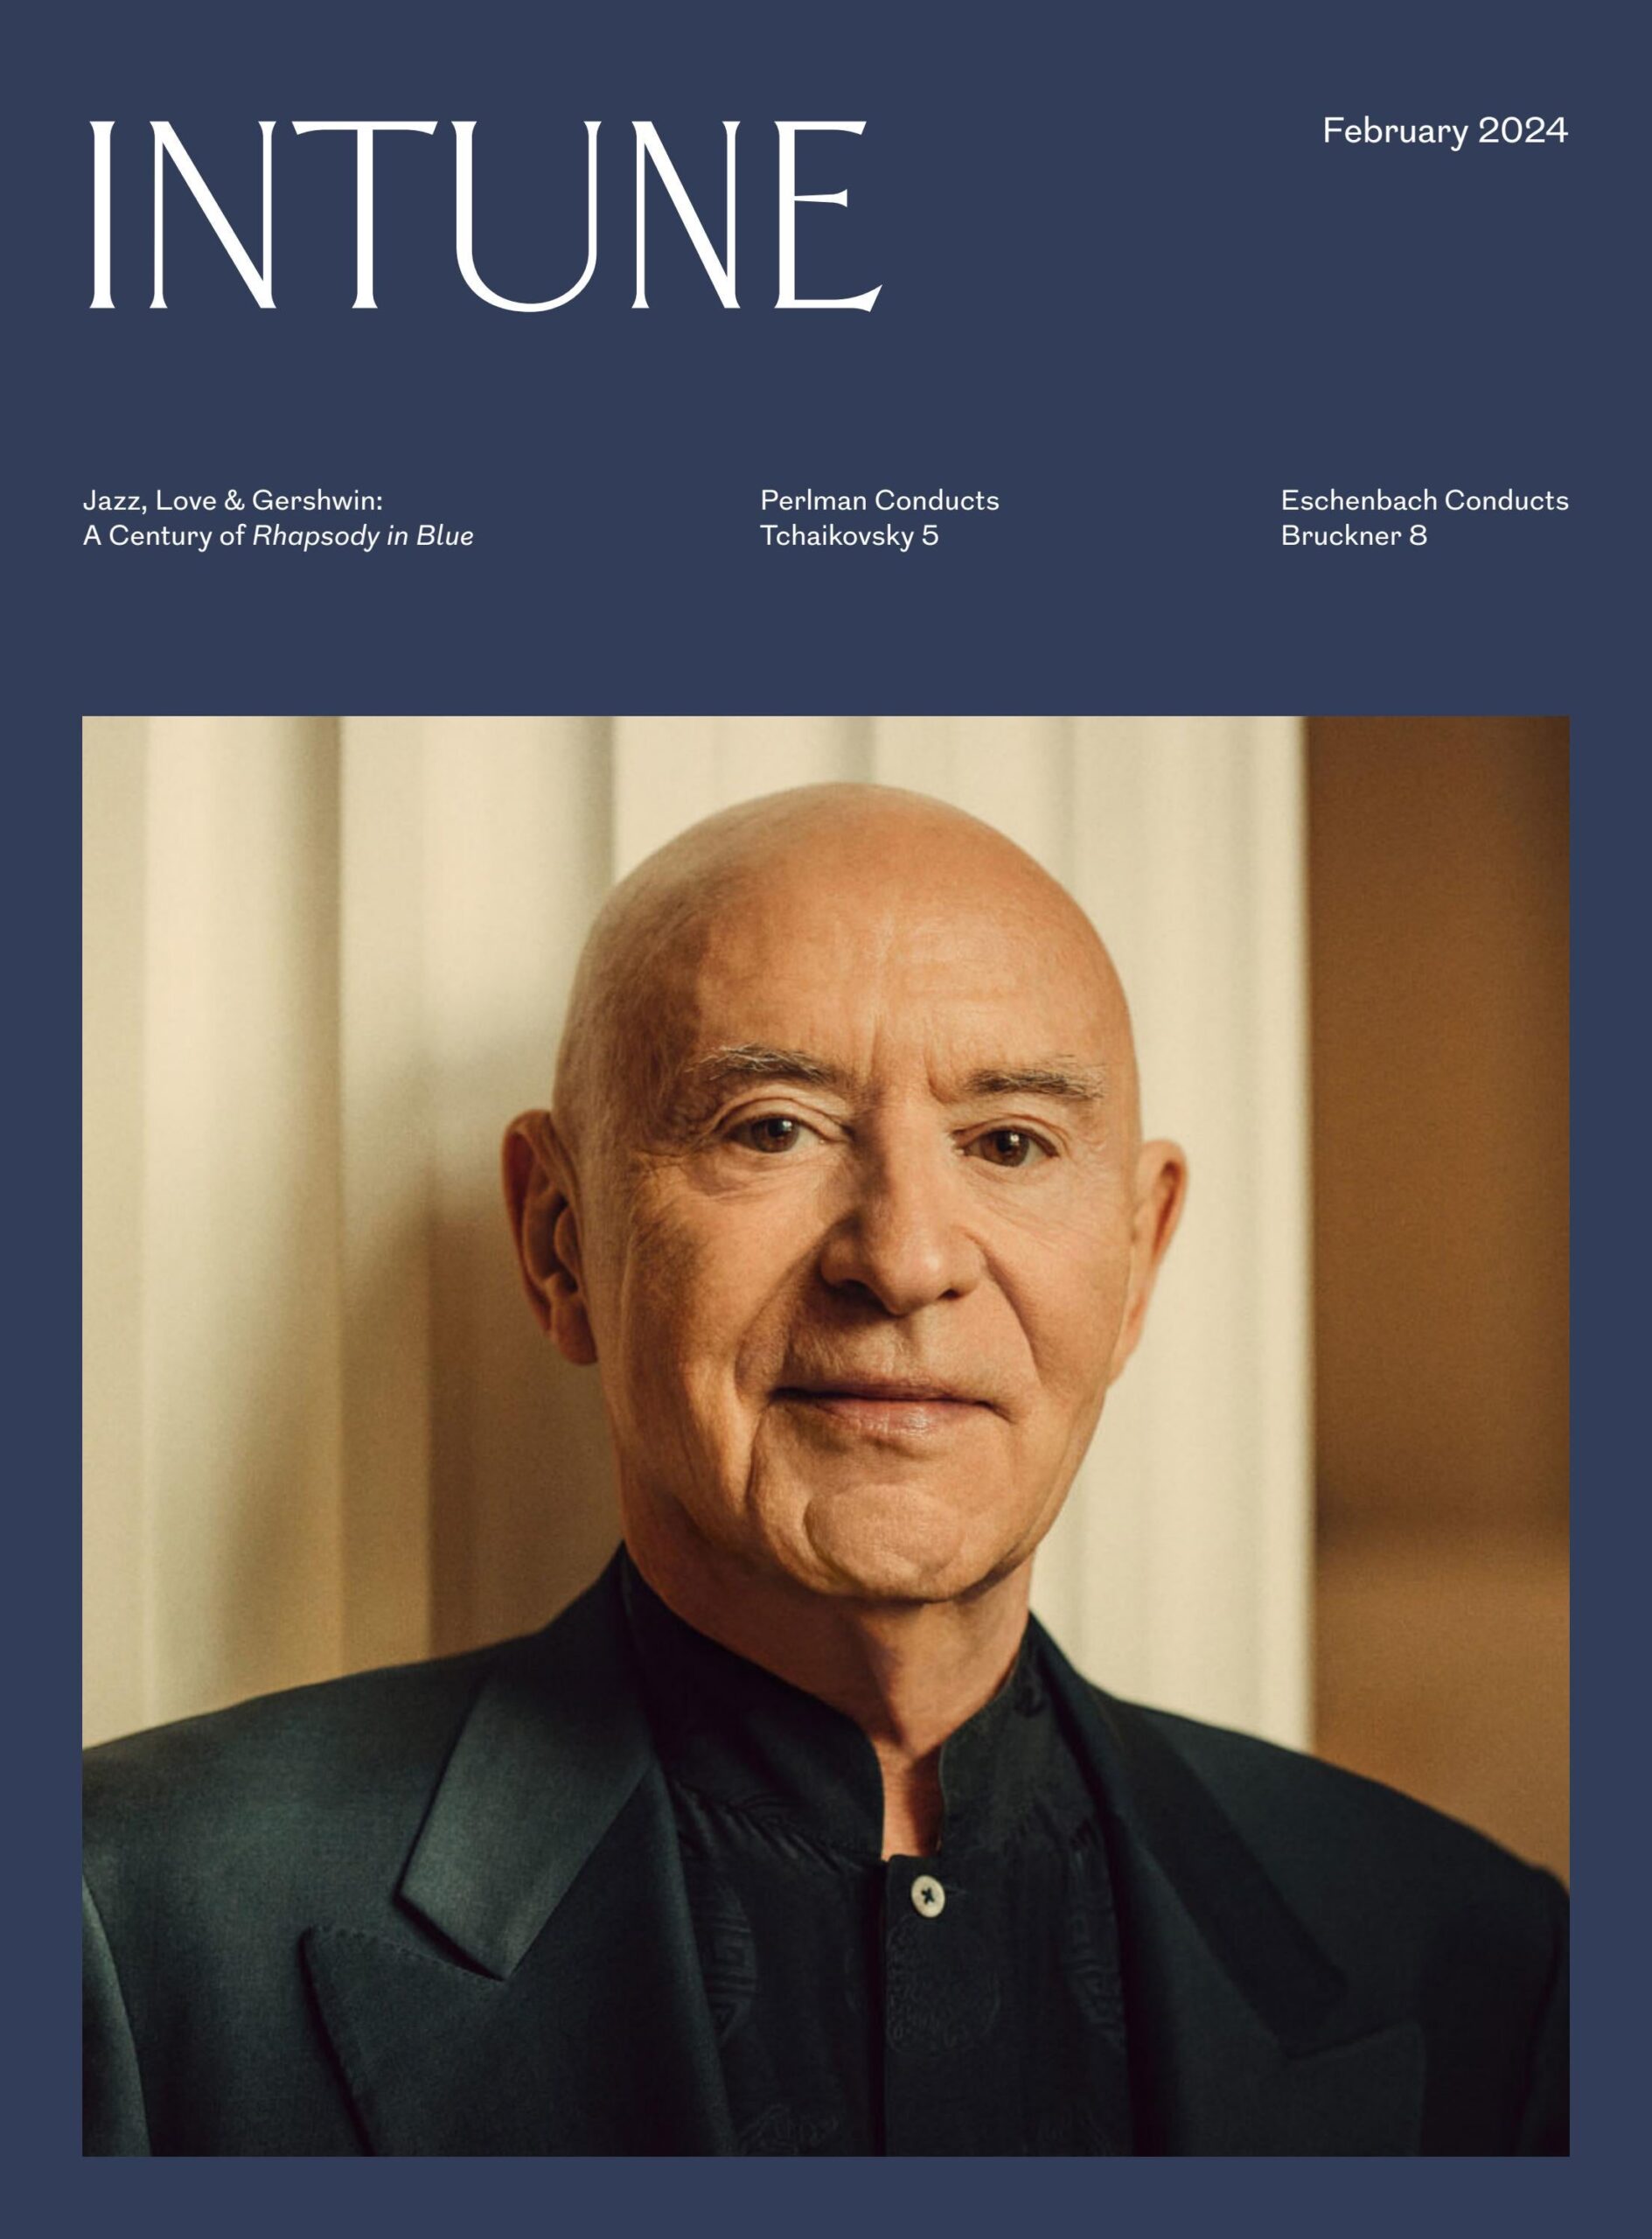 INTUNE
February 2024
Jazz, Love & Gershwin:
A Century of Rhapsody in Blue
Perlman Conducts
Tchaikovsky 5
Eschenbach Conducts
Bruckner 8